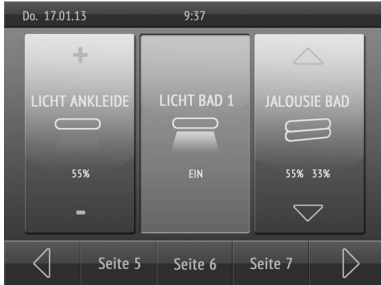 Do. 17.01.13 9:37
+
LICHT ANKLEIDE LICHT BAD 1 JALOUSIE BAD
55% EIN 55% 33%
-
Seite 5 Seite 6 Seite 7